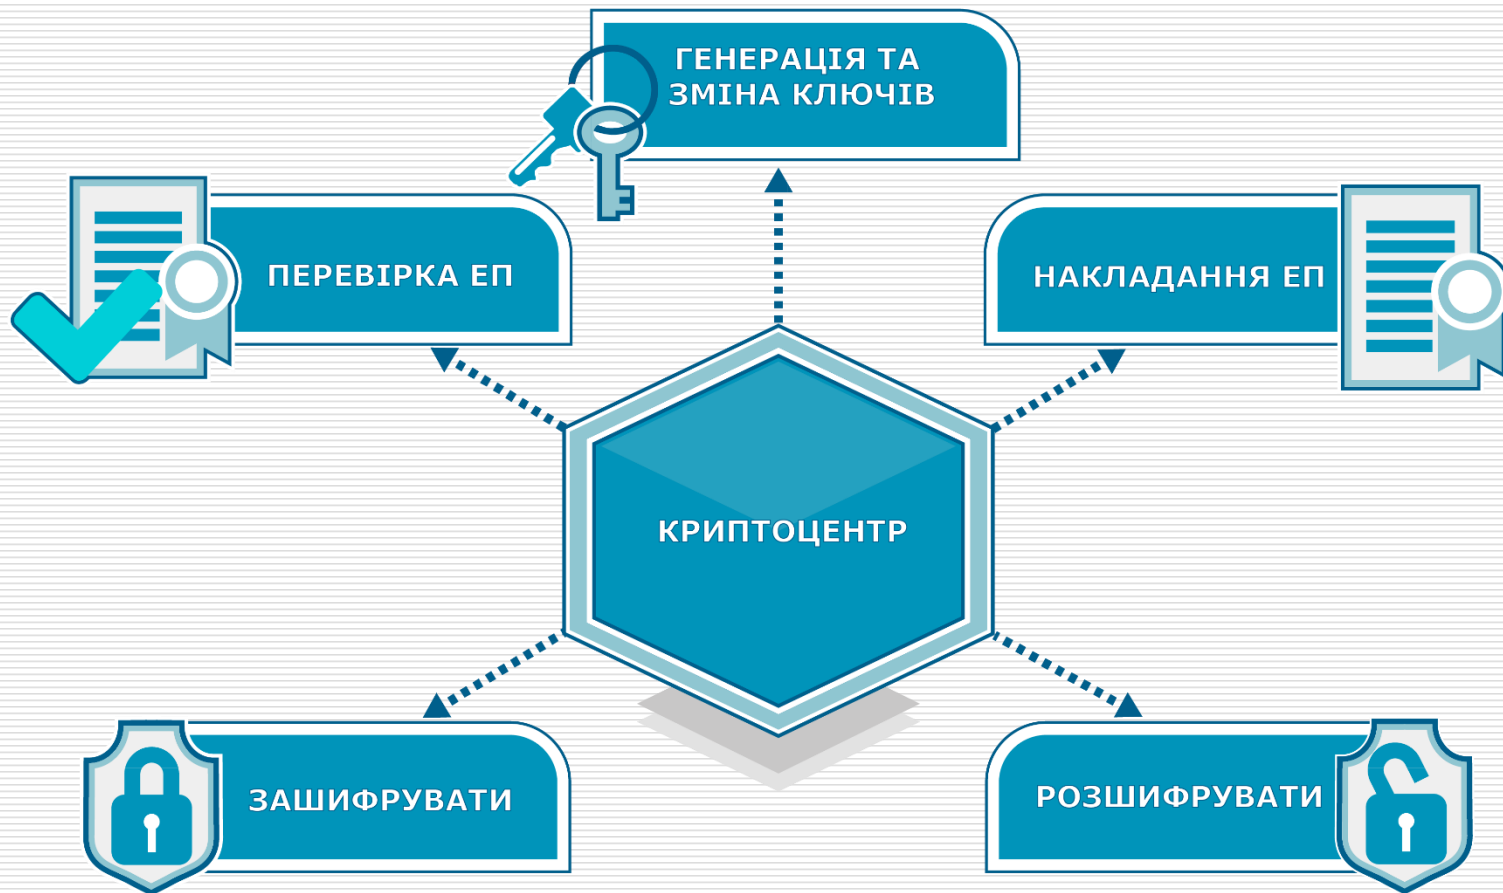 ГЕНЕРАЦІЯ ТА
ЗМІНА КЛЮЧІВ
ПЕРЕВІРКА ЕП
НАКЛАДАННЯ ЕП
КРИПТОЦЕНТР
ЗАШИФРУВАТИ
РОЗШИФРУВАТИ